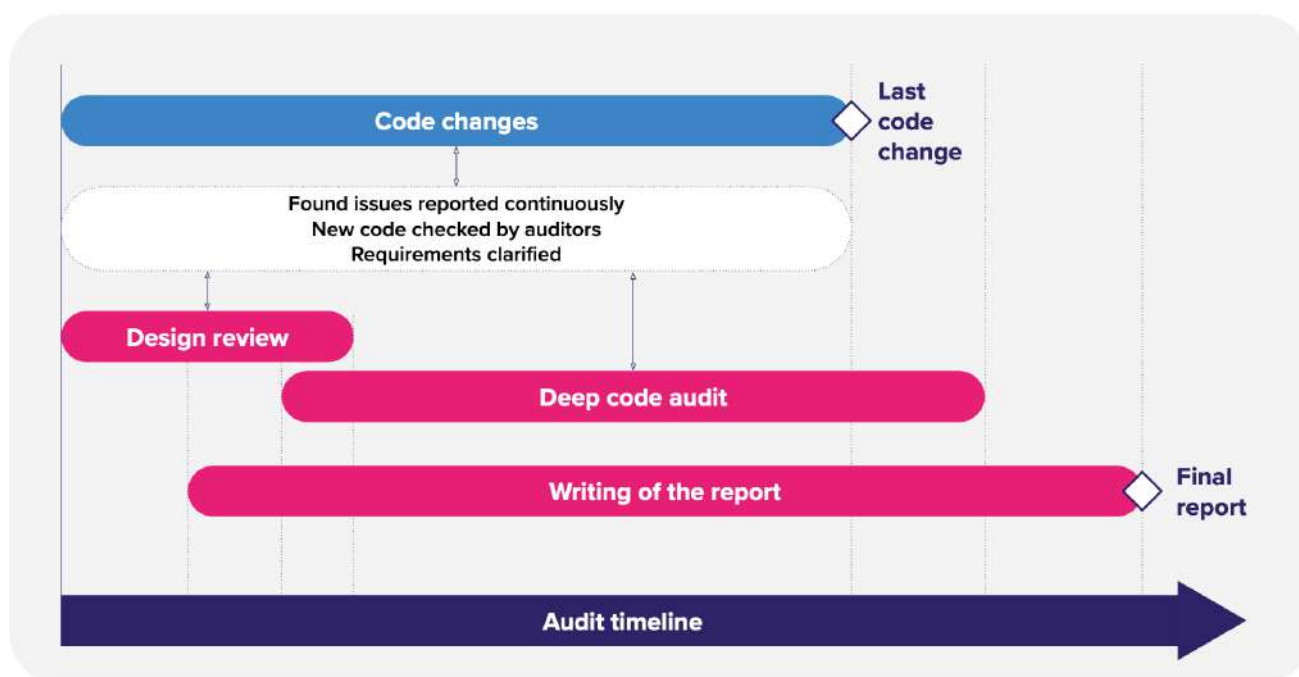 Code changes
Last
code
change
Found issues reported continuously
New code checked by auditors
Requirements clarified
Design review
Deep code audit
Writing of the report
Final
report
Audit timeline